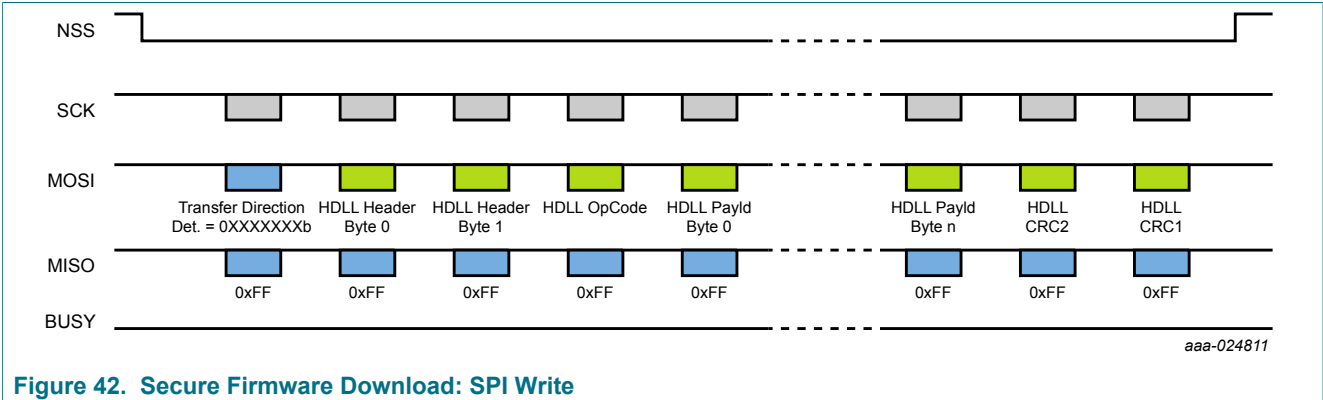 NSS
SCK
MOSI
Transfer Direction HDLL Header HDLL Header HDLL OpCode HDLL Payld HDLL Payld HDLL HDLL
Det. = 0XXXXXXXb Byte 0 Byte 1 Byte 0 Byte n CRC2 CRC1
MISO
0xFF 0xFF 0xFF 0xFF 0xFF 0xFF 0xFF 0xFF
BUSY
aaa-024811
Figure 42. Secure Firmware Download: SPI Write